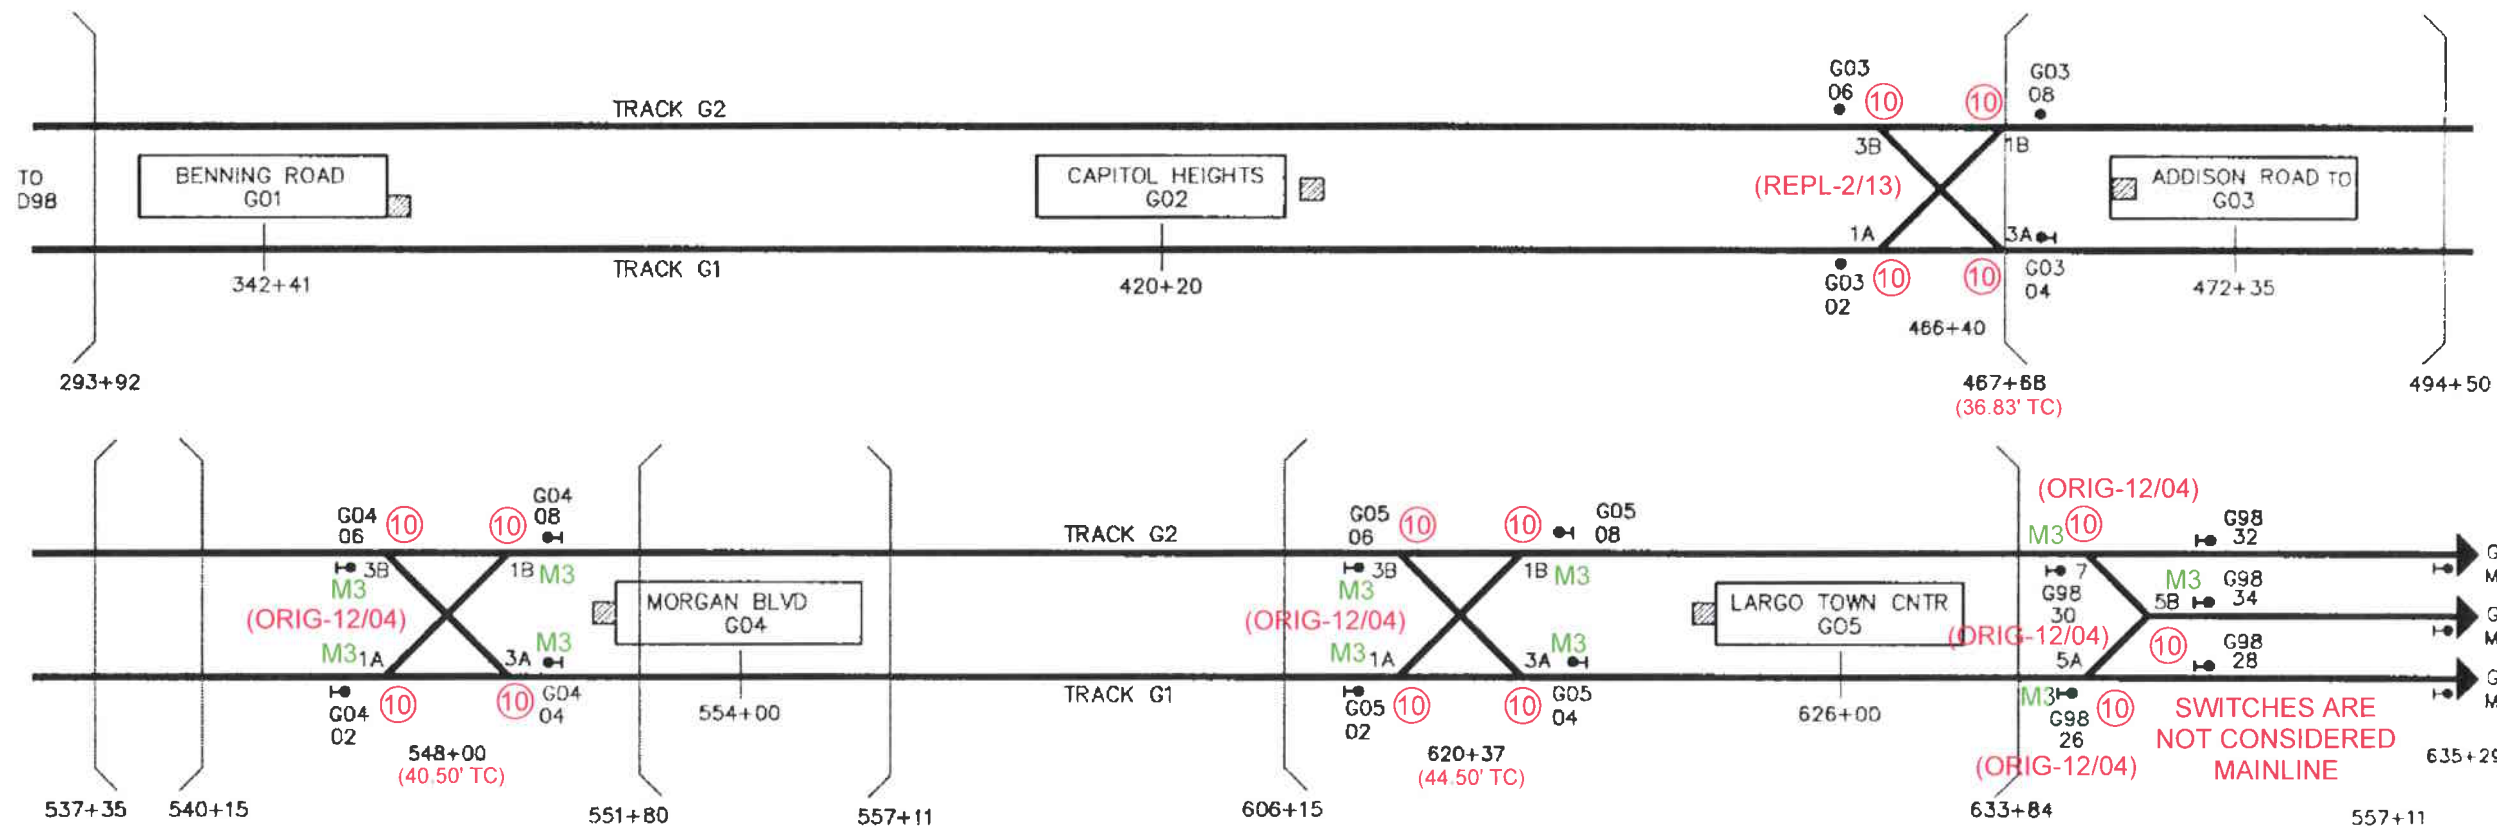 TRACK G2
G03
06
10
10
G03
08
3B
1B
TO
D98
BENNING ROAD
G01
CAPITOL HEIGHTS
G02
(REPL-2/13)
ADDISON ROAD TO
G03
1A
3A
TRACK G1
342+41
420+20
G03
02
10
10
G03
04
472+35
466+40
293+92
467+68
(36.83' TC)
494+50
G04
06
10
10
G04
08
TRACK G2
G05
06
10
10
G05
08
(ORIG-12/04)
M3
10
G98
32
3B
1B
M3
M3
3B
1B
M3
M3
7
G98
30
M3
5B
G98
34
(ORIG-12/04)
MORGAN BLVD
G04
(ORIG-12/04)
LARGO TOWN CNTR
G05
(ORIG-12/04)
10
G98
28
M3
1A
3A
M3
M3
1A
3A
M3
5A
G04
02
10
10
G04
04
554+00
TRACK G1
G05
02
10
10
G05
04
626+00
M3
G98
26
10
SWITCHES ARE
NOT CONSIDERED
MAINLINE
548+00
(40.50' TC)
620+37
(44.50' TC)
(ORIG-12/04)
635+29
537+35
540+15
551+80
557+11
606+15
633+84
557+11